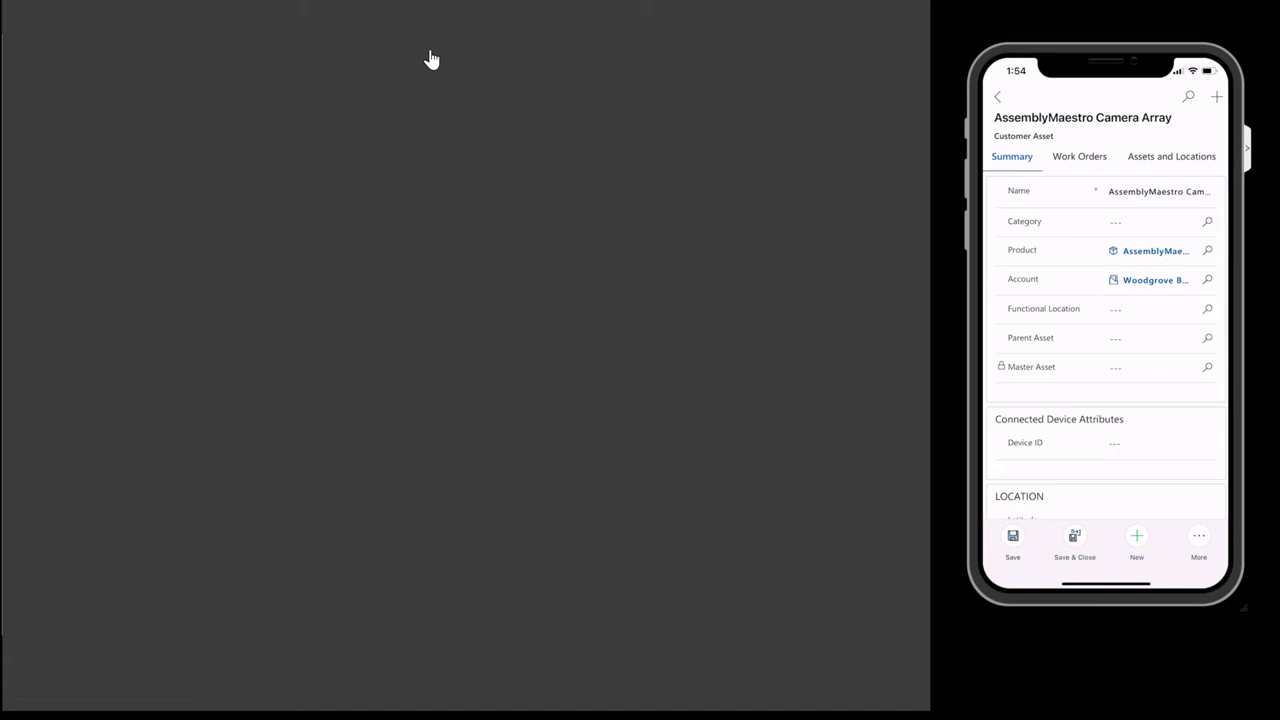 1:54
AssemblyMaestro Camera Array
Customer Asset
Summary Work Orders Assets and Locations
Name * AssemblyMaestro Cam...
Category ---
Product AssemblyMae...
Account Woodgrove B...
Functional Location ---
Parent Asset ---
Master Asset ---
Connected Device Attributes
Device ID ---
LOCATION
Save Save & Close New More